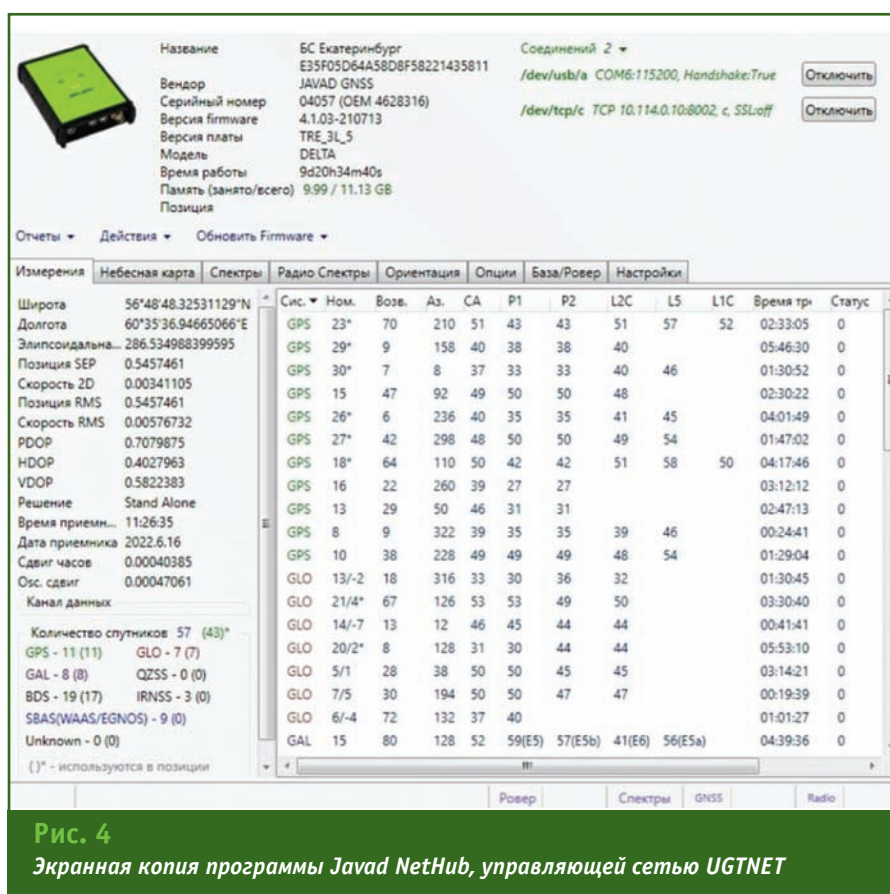 Название БС Екатеринбург
E35F05D64A58D8F58221435811
Вендор JAVAD GNSS
Серийный номер 04057 (OEM 4628316)
Версия firmware 4.1.03-210713
Версия платы TRE_3L_5
Модель DELTA
Время работы 9d20h34m40s
Память (занято/всего) 9.99 / 11.13 GB
Позиция
Соединений 2
/dev/usb/a COM6:115200, Handshake:True Отключить
/dev/tcp/c TCP 10.114.0.10:8002, c, SSL:off Отключить
Отчеты Действия Обновить Firmware
Измерения Небесная карта Спектры Радио Спектры Ориентация Опции База/Ровер Настройки
Широта 56°48'48.32531129"N
Долгота 60°35'36.94665066"E
Элипсоидальна... 286.534988399595
Позиция SEP 0.5457461
Скорость 2D 0.00341105
Позиция RMS 0.5457461
Скорость RMS 0.00576732
PDOP 0.7079875
HDOP 0.4027963
VDOP 0.5822383
Решение Stand Alone
Время приемн... 11:26:35
Дата приемника 2022.6.16
Сдвиг часов 0.00040385
Osc. сдвиг 0.00047061
Канал данных
Количество спутников 57 (43)*
GPS - 11 (11) GLO - 7 (7)
GAL - 8 (8) QZSS - 0 (0)
BDS - 19 (17) IRNSS - 3 (0)
SBAS(WAAS/EGNOS) - 9 (0)
Unknown - 0 (0)
( )* - используются в позиции
Сис. Ном. Возв. Аз. CA P1 P2 L2C L5 L1C Время тр Статус
GPS 23* 70 210 51 43 43 51 57 52 02:33:05 0
GPS 29* 9 158 40 38 38 40 05:46:30 0
GPS 30* 7 8 37 33 33 40 46 01:30:52 0
GPS 15 47 92 49 50 50 48 02:30:22 0
GPS 26* 6 236 40 35 35 41 45 04:01:49 0
GPS 27* 42 298 48 50 50 49 54 01:47:02 0
GPS 18* 64 110 50 42 42 51 58 50 04:17:46 0
GPS 16 22 260 39 27 27 03:12:12 0
GPS 13 29 50 46 31 31 02:47:13 0
GPS 8 9 322 39 35 35 39 46 00:24:41 0
GPS 10 38 228 49 49 49 48 54 01:29:04 0
GLO 13/-2 18 316 33 30 36 32 01:30:45 0
GLO 21/4* 67 126 53 53 49 50 03:30:40 0
GLO 14/-7 13 12 46 45 44 44 00:41:41 0
GLO 20/2* 8 128 31 30 44 44 05:53:10 0
GLO 5/1 28 38 50 50 45 45 03:14:21 0
GLO 7/5 30 194 50 50 47 47 00:19:39 0
GLO 6/-4 72 132 37 40 01:01:27 0
GAL 15 80 128 52 59(E5) 57(E5b) 41(E6) 56(E5a) 04:39:36 0
Ровер Спектры GNSS Radio
Рис. 4
Экранная копия программы Javad NetHub, управляющей сетью UGTNET